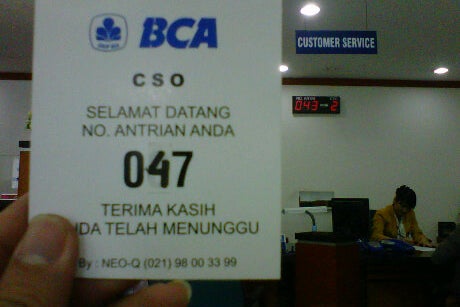 BCA
CSO
SELAMAT DATANG
NO. ANTRIAN ANDA
047
TERIMA KASIH
NDA TELAH MENUNGGU
By : NEO-Q (021) 98 00 33 99
CUSTOMER SERVICE
043 2